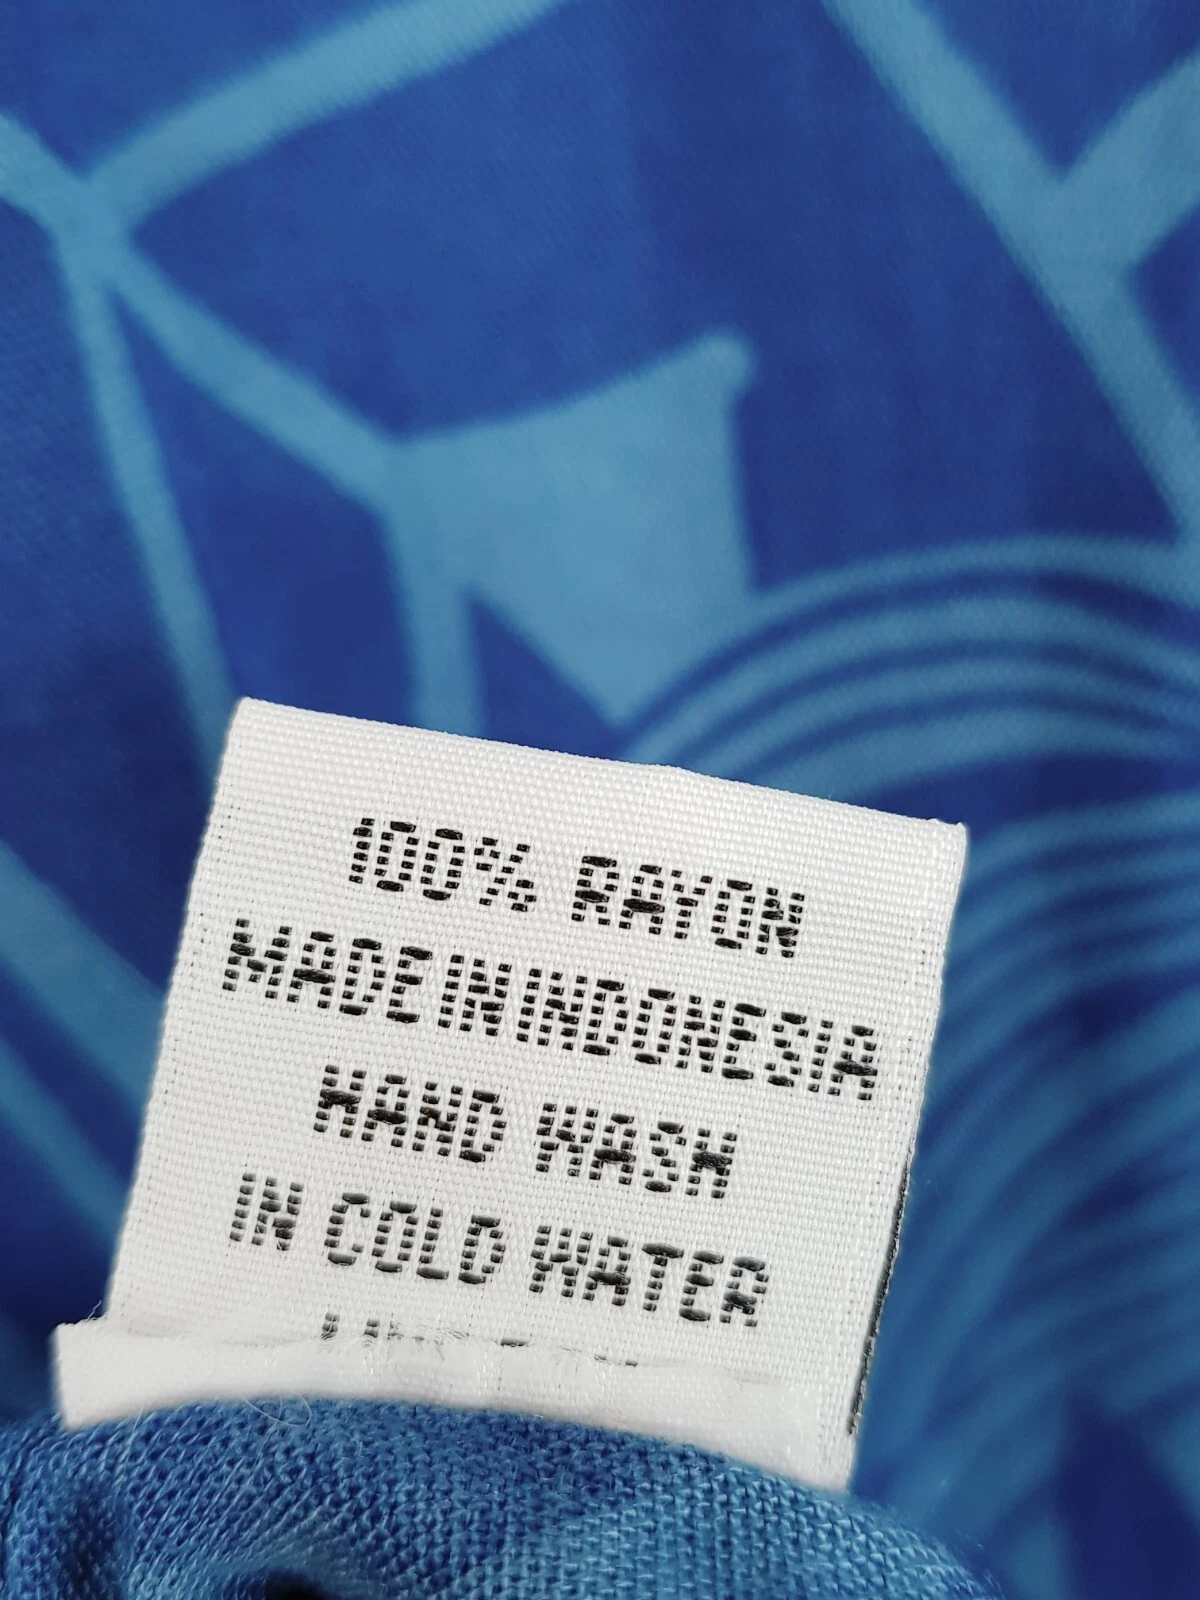 100% RAYON
MADE IN INDONESIA
HAND WASH
IN COLD WATER